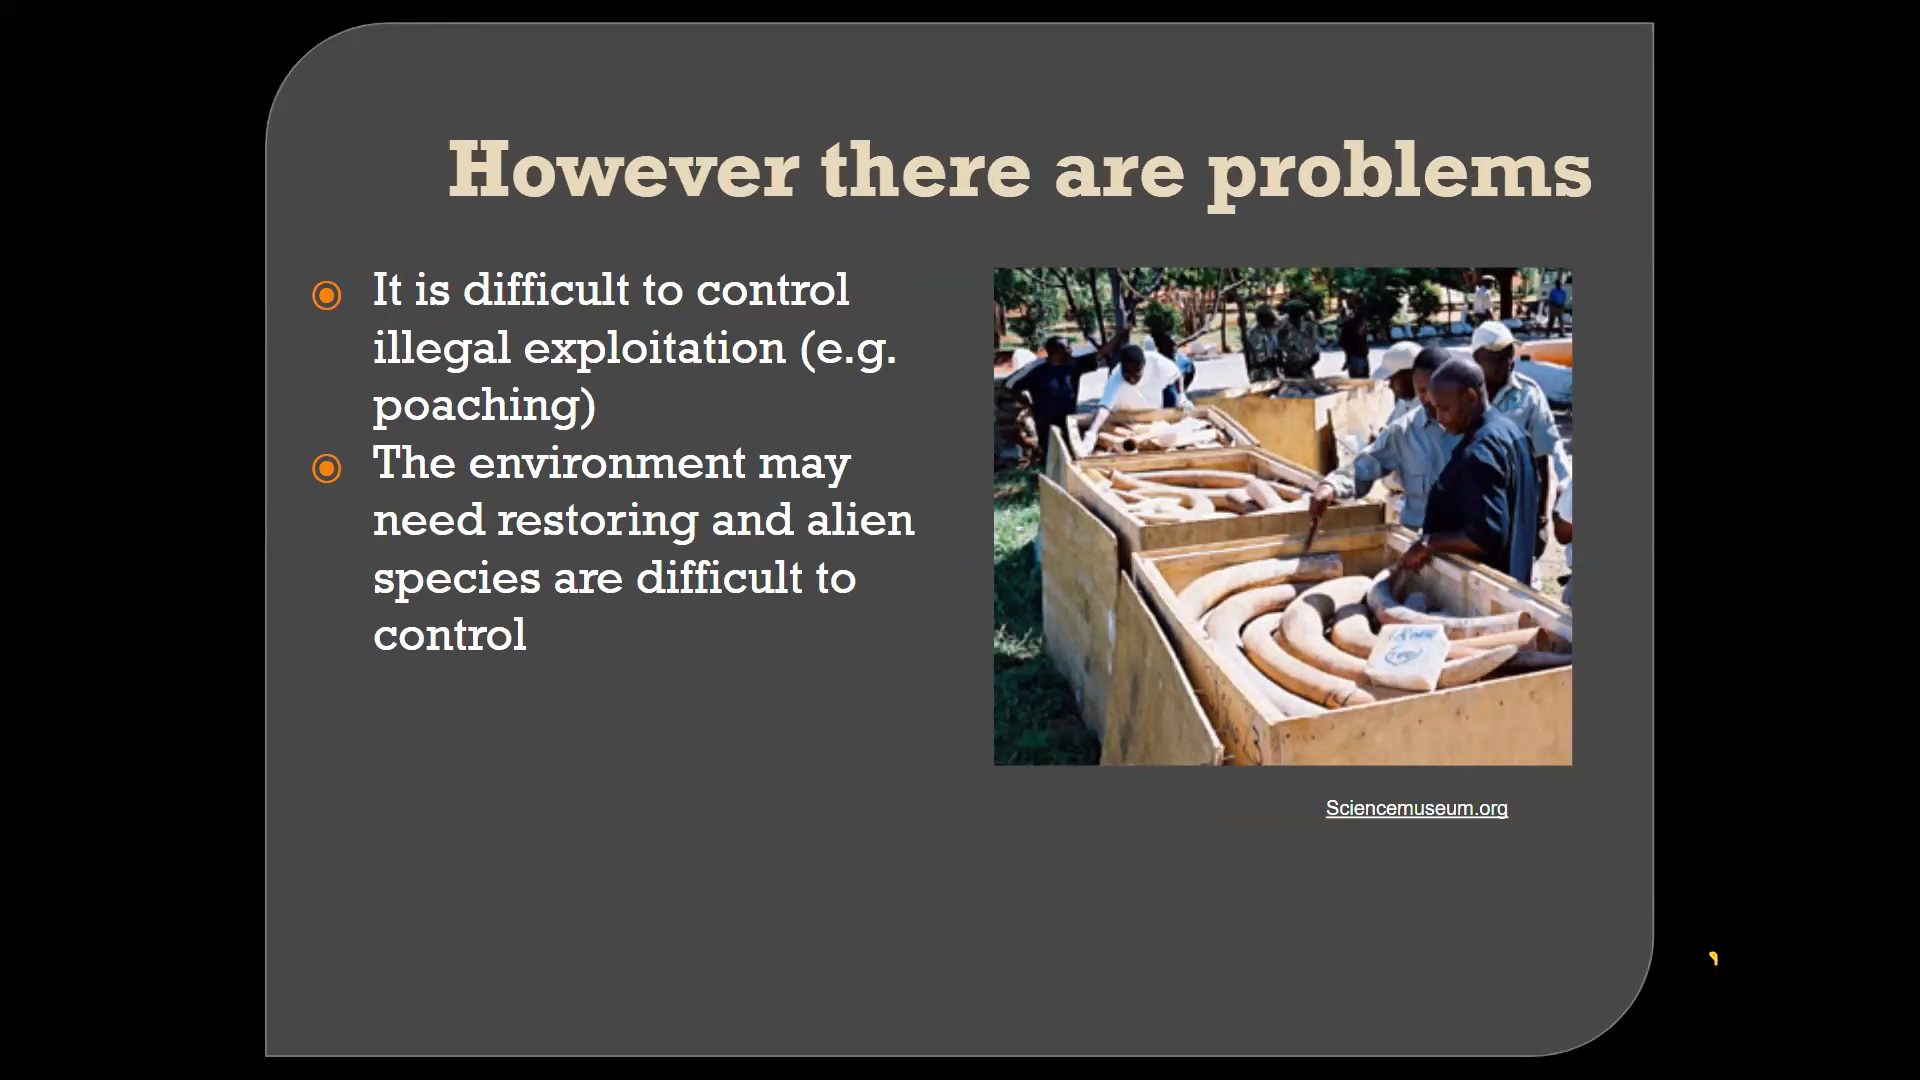 However there are problems
It is difficult to control
illegal exploitation (e.g.
poaching)
The environment may
need restoring and alien
species are difficult to
control
Sciencemuseum.org